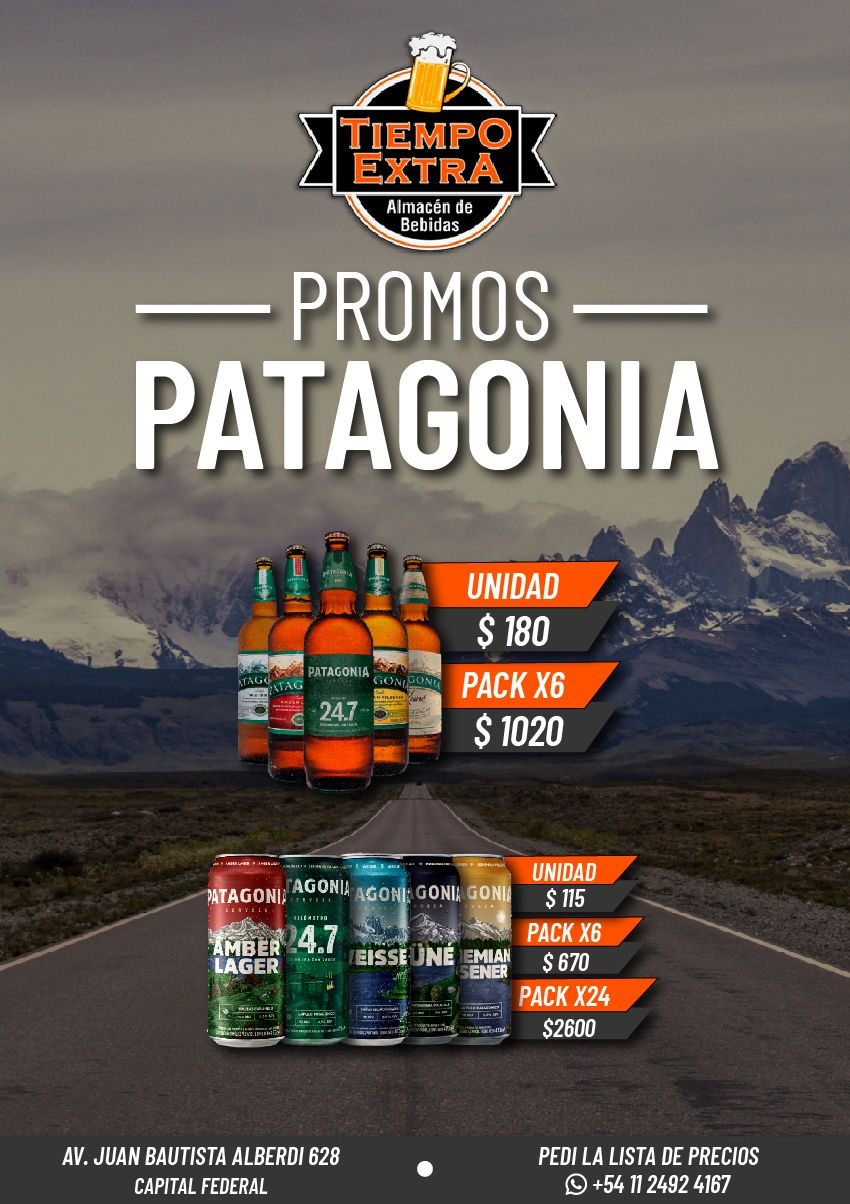 TIEMPO
EXTRA
Almacén de
Bebidas
PROMOS
PATAGONIA
UNIDAD
$ 180
PACK X6
$ 1020
PATAGONIA
24.7
UNIDAD
$ 115
PACK X6
$ 670
PACK X24
$2600
PATAGONIA
CERVEZA
AMBER
LAGER
KILÓMETRO
24.7
AV. JUAN BAUTISTA ALBERDI 628
CAPITAL FEDERAL
PEDI LA LISTA DE PRECIOS
+54 11 2492 4167